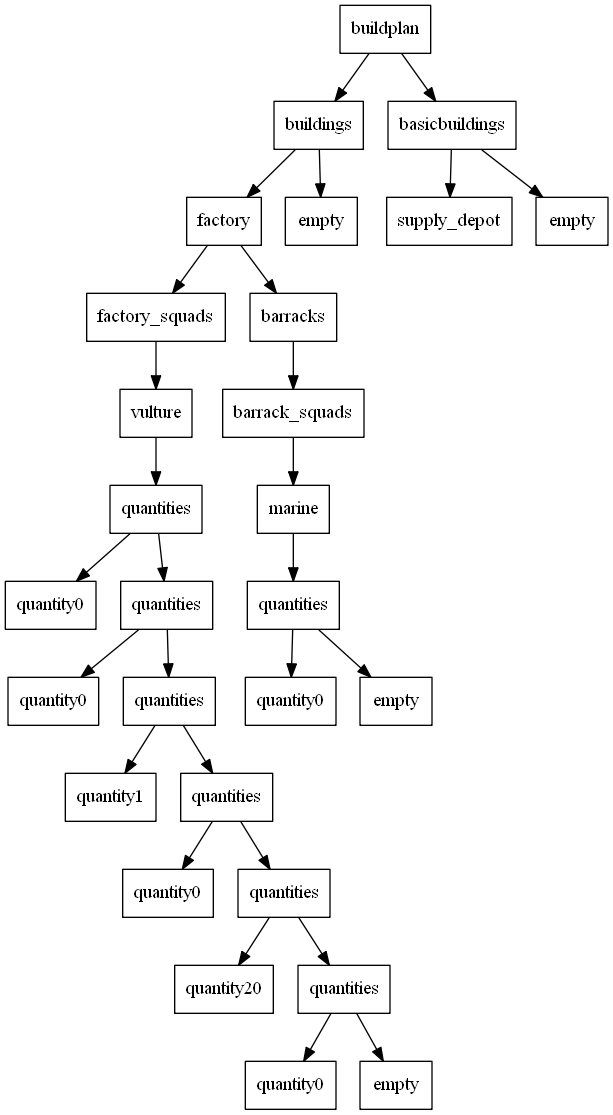 buildplan
buildings
basicbuildings
factory
empty
supply_depot
empty
factory_squads
barracks
vulture
barrack_squads
quantities
marine
quantity0
quantities
quantities
quantity0
quantities
quantity0
empty
quantity1
quantities
quantity0
quantities
quantity20
quantities
quantity0
empty